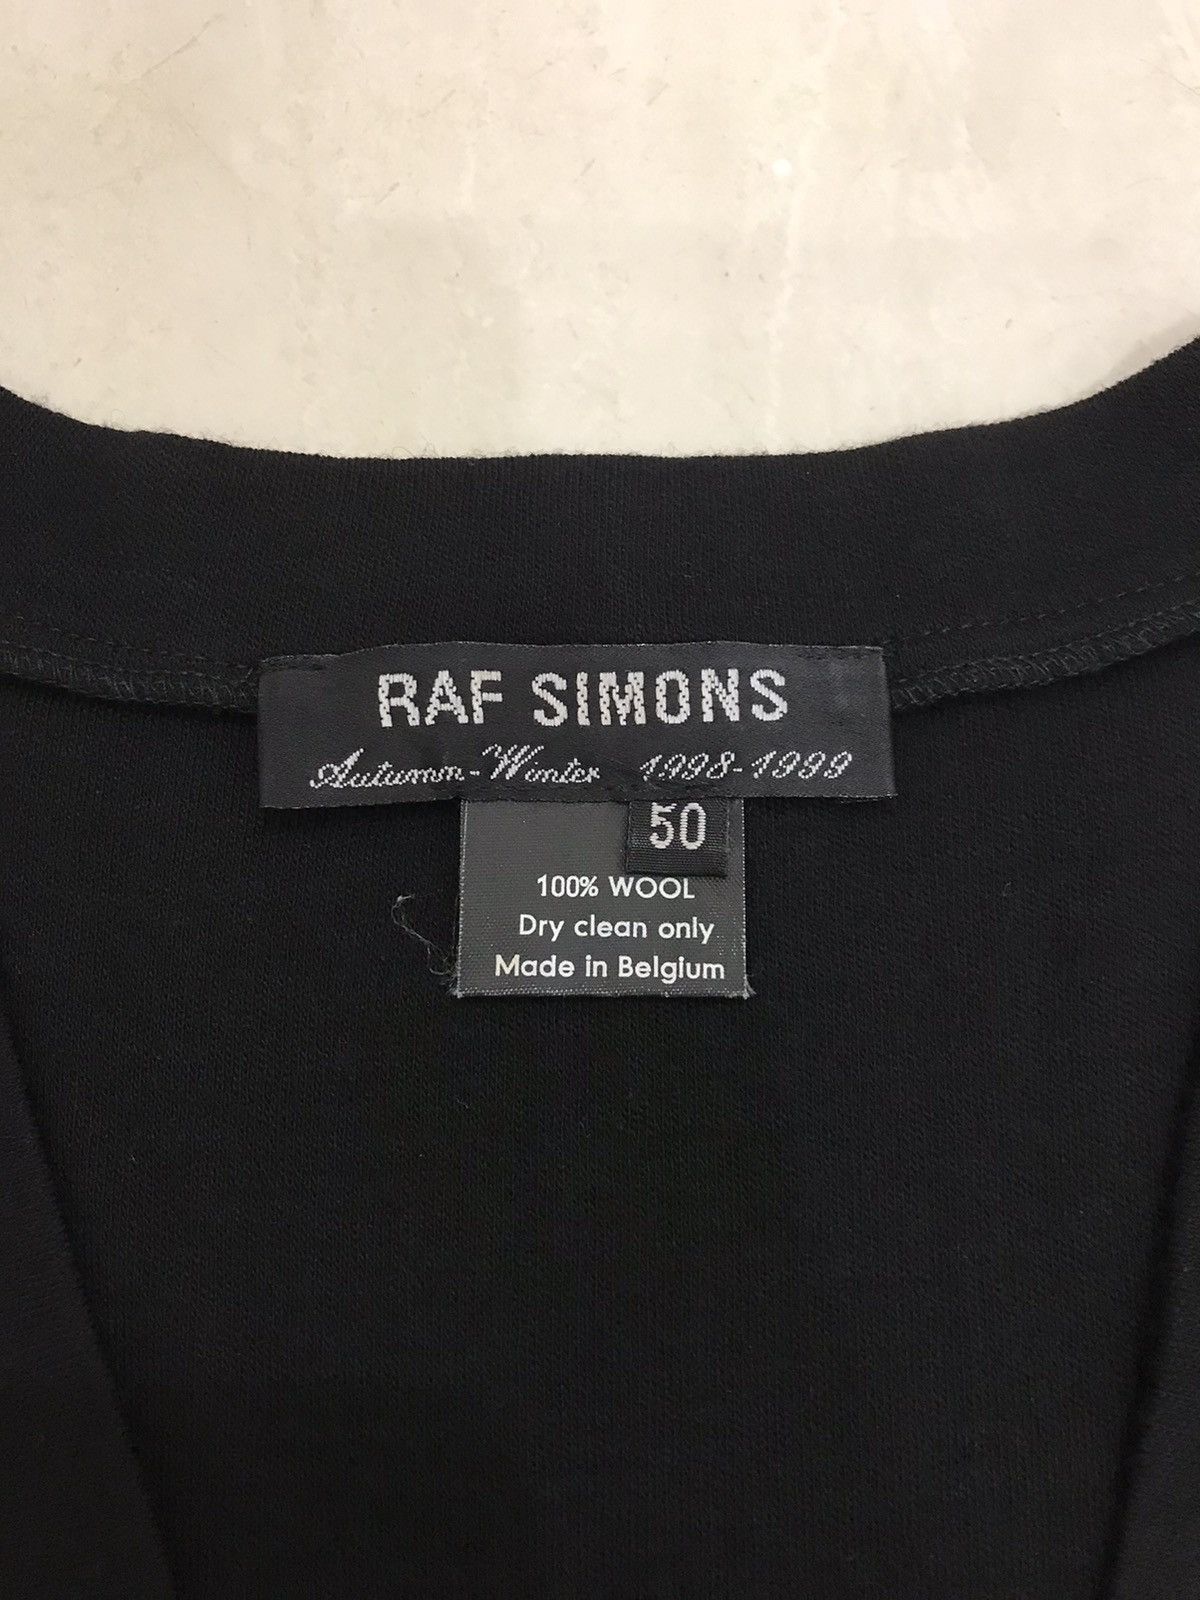 RAF SIMONS
Autumn-Winter 1998-1999
50
100% WOOL
Dry clean only
Made in Belgium